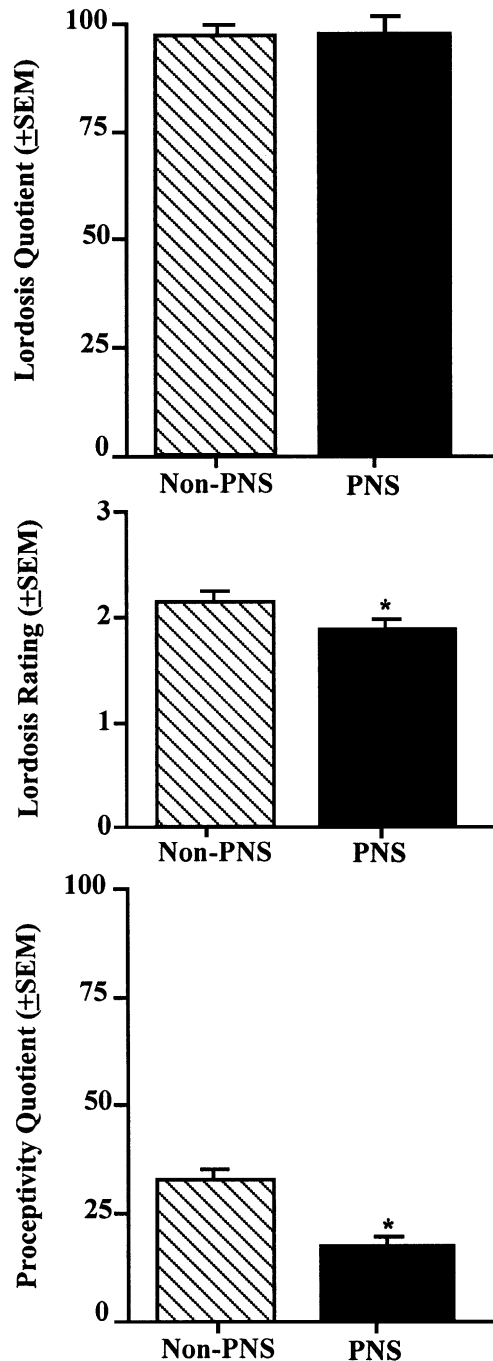 Lordosis Quotient (±SEM)
100
75
50
25
0
Non-PNS PNS
Lordosis Rating (±SEM)
3
2
1
0
*
Non-PNS PNS
Proceptivity Quotient (±SEM)
100
75
50
25
0
*
Non-PNS PNS